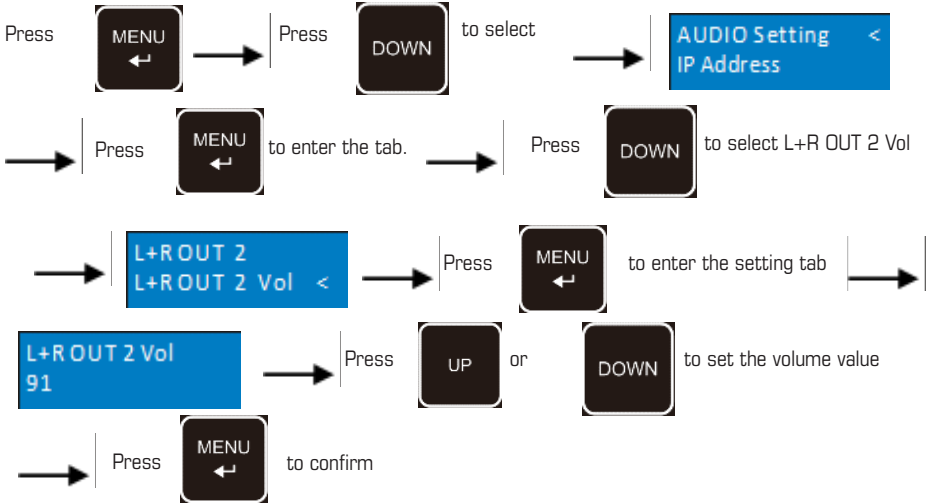 Press MENU Press DOWN to select AUDIO Setting <
IP Address
Press MENU to enter the tab. Press DOWN to select L+R OUT 2 Vol
L+R OUT 2
L+R OUT 2 Vol < Press MENU to enter the setting tab
L+R OUT 2 Vol
91 Press UP or DOWN to set the volume value
Press MENU to confirm